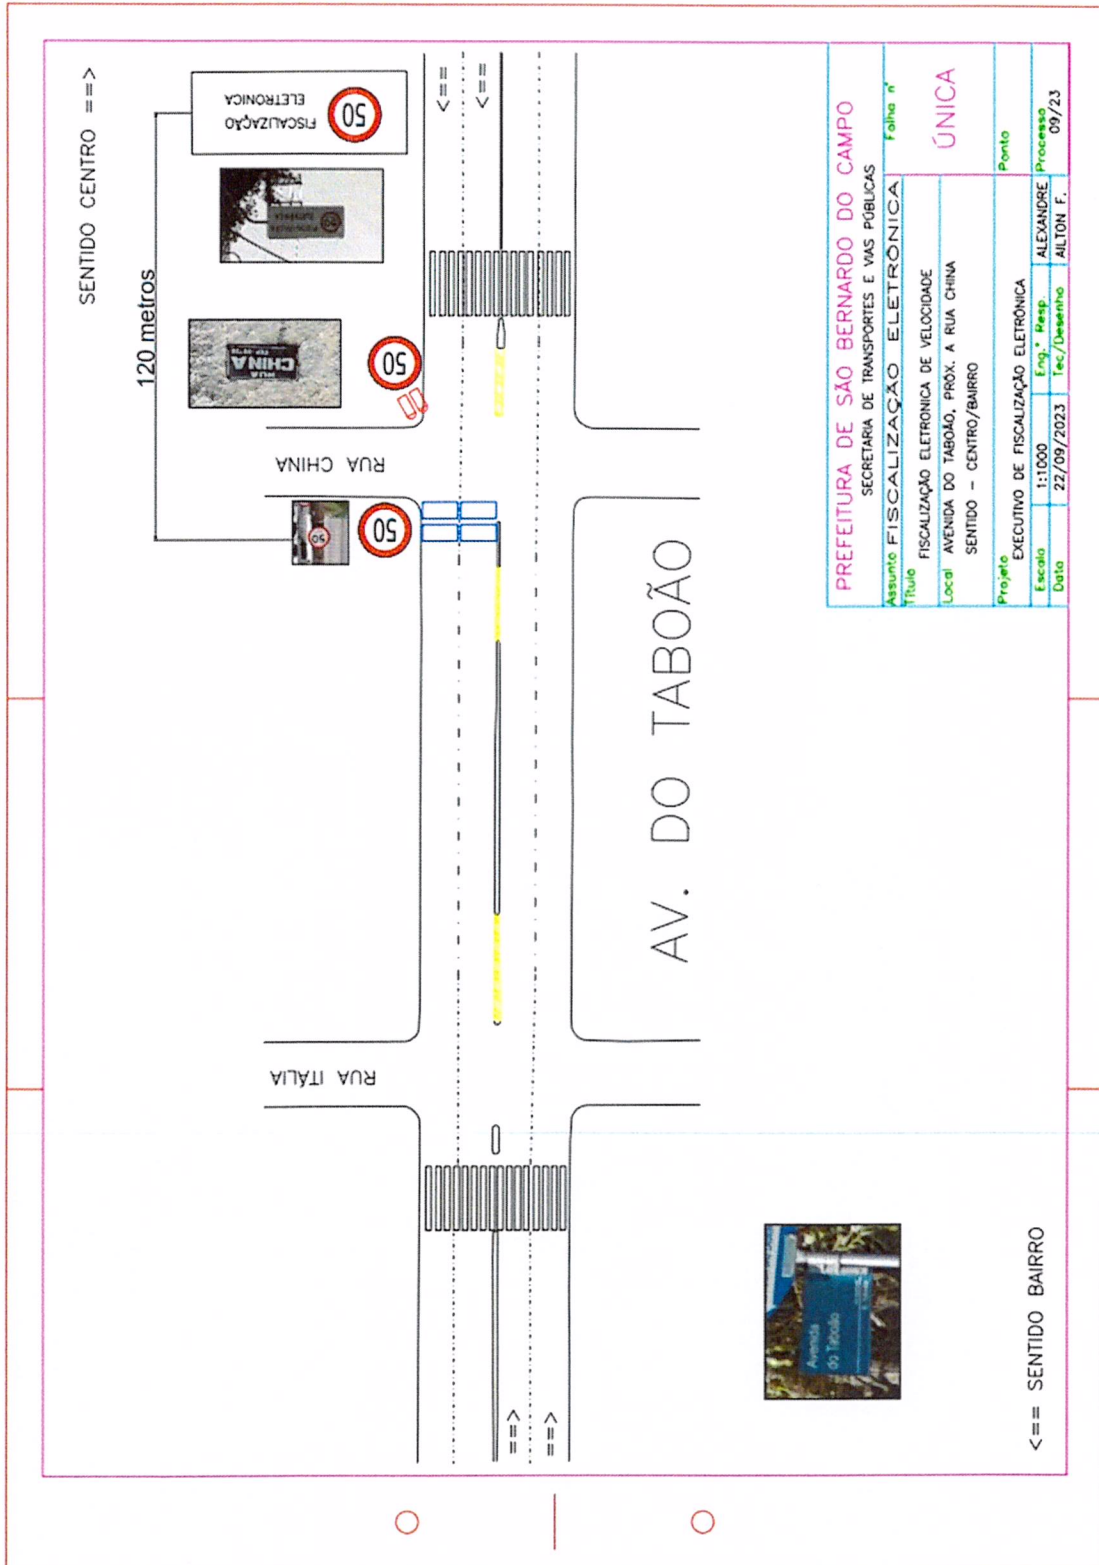 SENTIDO CENTRO ==>
120 metros
FISCALIZAÇÃO
ELETRONICA
50
RUA
CHINA
50
50
50
RUA CHINA
RUA ITÁLIA
<==
<==
==>
==>
AV. DO TABOÃO
Avenida
do Taboão
<== SENTIDO BAIRRO
PREFEITURA DE SÃO BERNARDO DO CAMPO
SECRETARIA DE TRANSPORTES E VIAS PÚBLICAS
Assunto FISCALIZAÇÃO ELETRÔNICA
Folha nº
ÚNICA
Título
FISCALIZAÇÃO ELETRONICA DE VELOCIDADE
Local AVENIDA DO TABOÃO, PRÓX. A RUA CHINA
SENTIDO - CENTRO/BAIRRO
Projeto
EXECUTIVO DE FISCALIZAÇÃO ELETRÔNICA
Ponto
Escala 1:1000 Eng.º Resp. ALEXANDRE Processo
Data 22/09/2023 Tec/Desenho AILTON F. 09/23